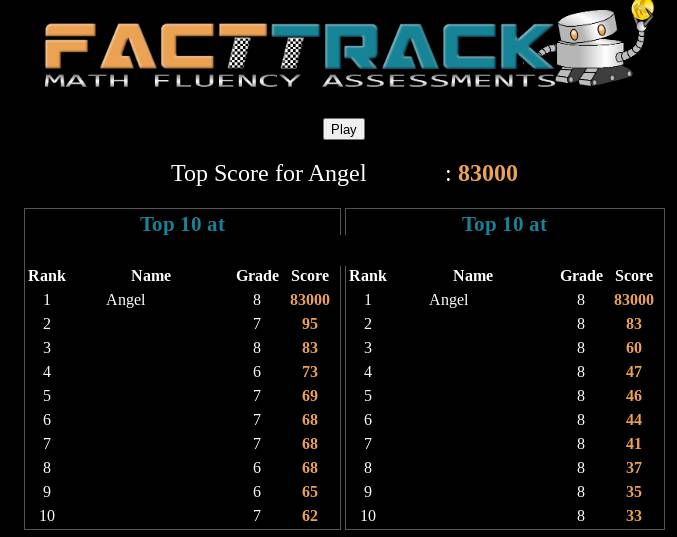 FACTTRACK
MATH FLUENCY ASSESSMENTS
Play
Top Score for Angel : 83000
Top 10 at
Rank Name Grade Score
1 Angel 8 83000
2 7 95
3 8 83
4 6 73
5 7 69
6 7 68
7 7 68
8 6 68
9 6 65
10 7 62
Top 10 at
Rank Name Grade Score
1 Angel 8 83000
2 8 83
3 8 60
4 8 47
5 8 46
6 8 44
7 8 41
8 8 37
9 8 35
10 8 33